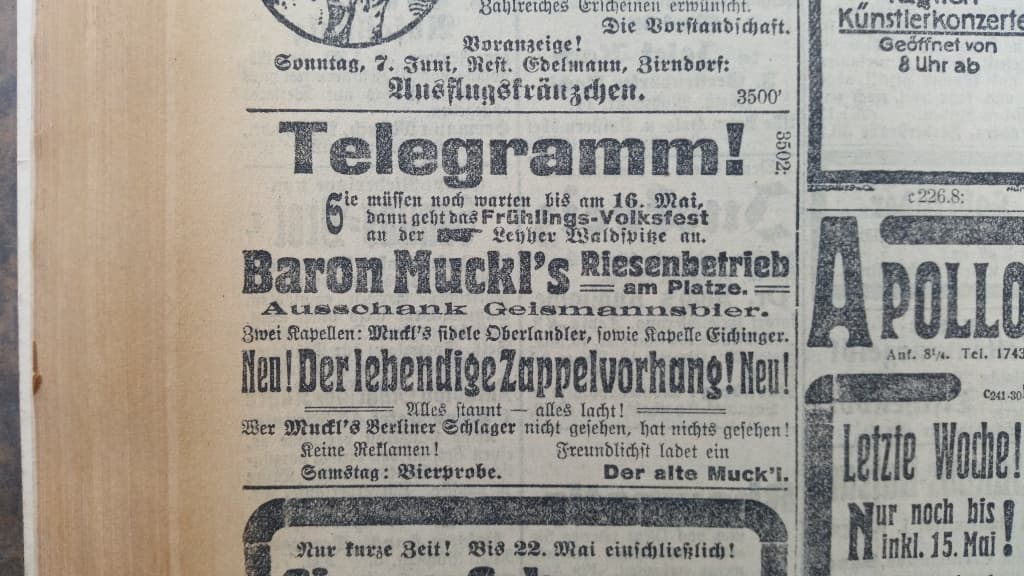 Zahlreiches Erscheinen erwünscht.
Die Vorstandschaft.
Voranzeige!
Sonntag, 7. Juni, Rest. Edelmann, Zirndorf:
Ausflugskränzchen.
3500'
Telegramm!
3502:
Sie müssen noch warten bis am 16. Mai,
dann geht das Frühlings-Volksfest
an der Leyher Waldspitze an.
Baron Muckl's Riesenbetrieb
am Platze.
Ausschank Geismannsbier.
Zwei Kapellen: Muckl's fidele Oberlandler, sowie Kapelle Eichinger.
Neu! Der lebendige Zappelvorhang! Neu!
Alles staunt — alles lacht!
Wer Muckl's Berliner Schlager nicht gesehen, hat nichts gesehen!
Keine Reklamen! Freundlichst ladet ein
Samstag: Bierprobe. Der alte Muck'l.
Nur kurze Zeit! Bis 22. Mai einschließlich!
Künstlerkonzerte
Geöffnet von
8 Uhr ab
c 226.8:
APOLLO
Anf. 8¼. Tel. 1743
C241-30
Letzte Woche!
Nur noch bis
inkl. 15. Mai!